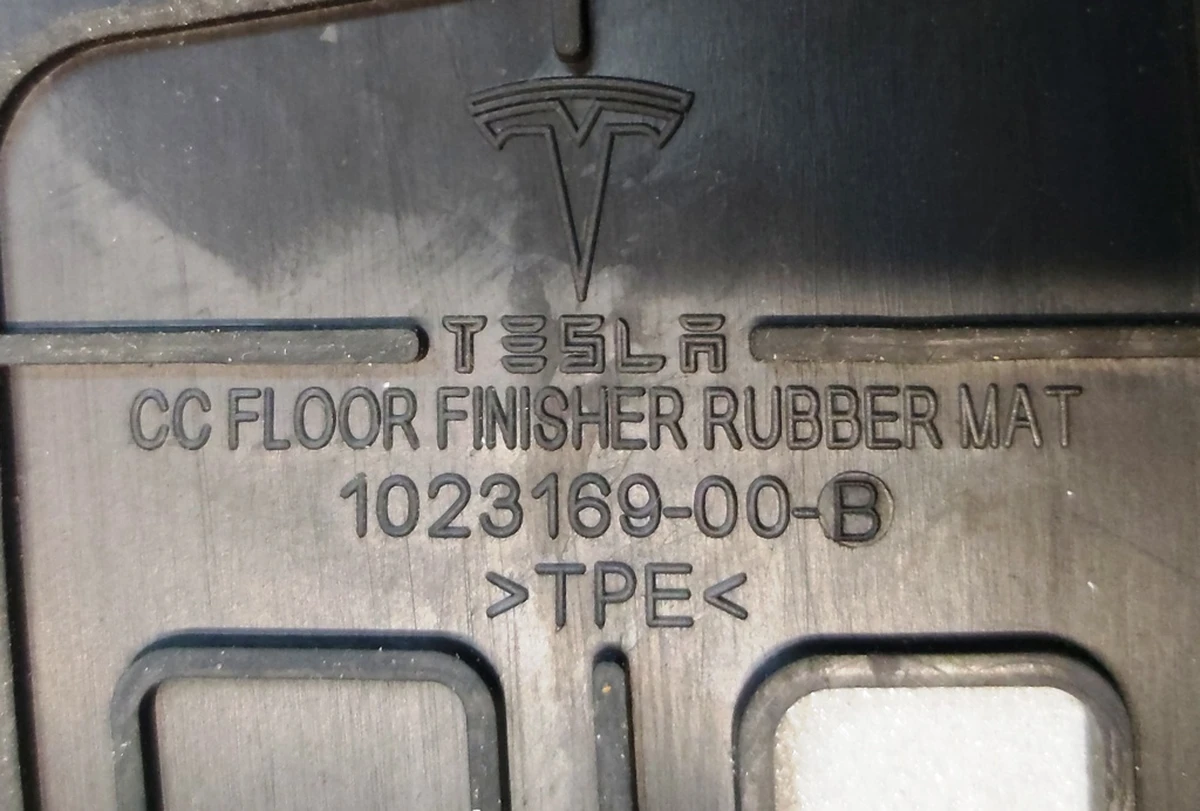 TESLA
CC FLOOR FINISHER RUBBER MAT
1023169-00-B
>TPE<